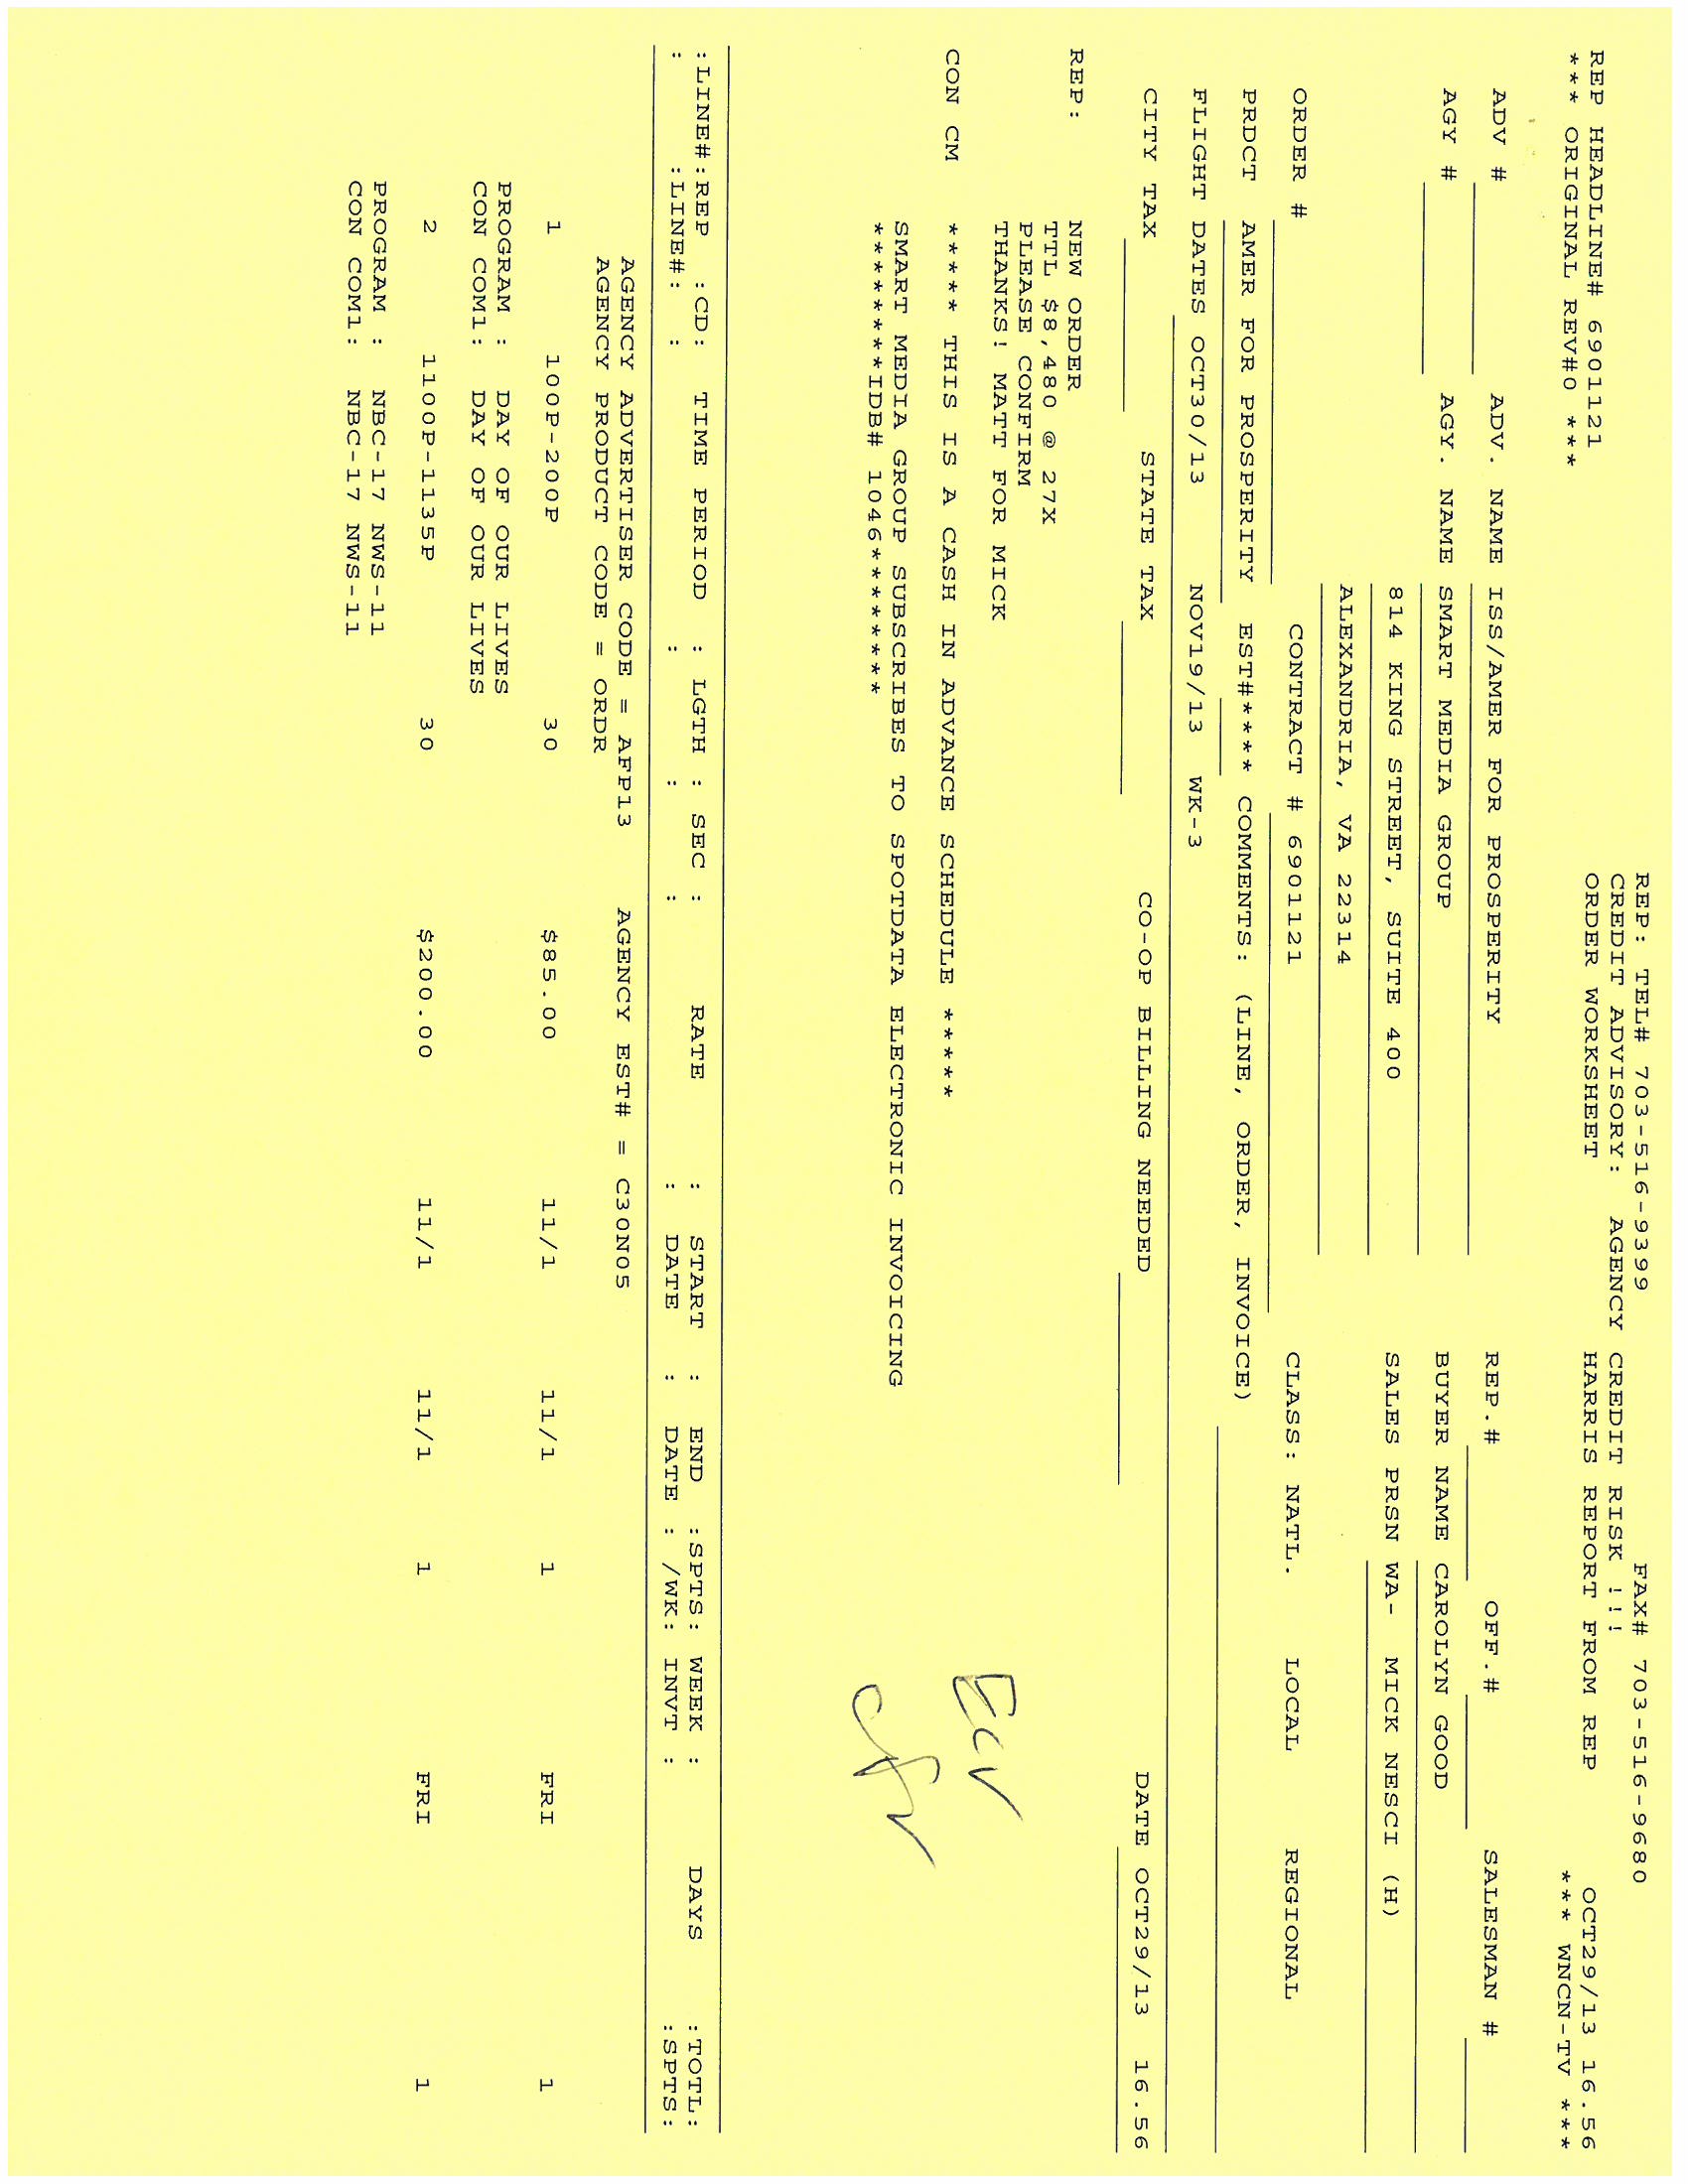 REP: TEL# 703-516-9399 FAX# 703-516-9680
CREDIT ADVISORY: AGENCY CREDIT RISK !!!
REP HEADLINE# 6901121 ORDER WORKSHEET HARRIS REPORT FROM REP OCT29/13 16.56
*** ORIGINAL REV#0 *** *** WNCN-TV ***
ADV # ADV. NAME ISS/AMER FOR PROSPERITY REP.# OFF.# SALESMAN #
AGY # AGY. NAME SMART MEDIA GROUP BUYER NAME CAROLYN GOOD
814 KING STREET, SUITE 400 SALES PRSN WA- MICK NESCI (H)
ALEXANDRIA, VA 22314
ORDER # CONTRACT # 6901121 CLASS: NATL. LOCAL REGIONAL
PRDCT AMER FOR PROSPERITY EST#**** COMMENTS: (LINE, ORDER, INVOICE)
FLIGHT DATES OCT30/13 NOV19/13 WK-3
CITY TAX STATE TAX CO-OP BILLING NEEDED DATE OCT29/13 16.56
REP: NEW ORDER
TTL $8,480 @ 27X
PLEASE CONFIRM
THANKS! MATT FOR MICK
CON CM ***** THIS IS A CASH IN ADVANCE SCHEDULE *****
SMART MEDIA GROUP SUBSCRIBES TO SPOTDATA ELECTRONIC INVOICING
*********IDB# 1046*********
:LINE#:REP :CD: TIME PERIOD : LGTH : SEC : RATE : START : END :SPTS: WEEK : DAYS :TOTL:
: :LINE#: : : : : : DATE : DATE : /WK: INVT : :SPTS:
AGENCY ADVERTISER CODE = AFP13 AGENCY EST# = C30N05
AGENCY PRODUCT CODE = ORDR
1 100P-200P 30 $85.00 11/1 11/1 1 FRI 1
PROGRAM : DAY OF OUR LIVES
CON COM1: DAY OF OUR LIVES
2 1100P-1135P 30 $200.00 11/1 11/1 1 FRI 1
PROGRAM : NBC-17 NWS-11
CON COM1: NBC-17 NWS-11